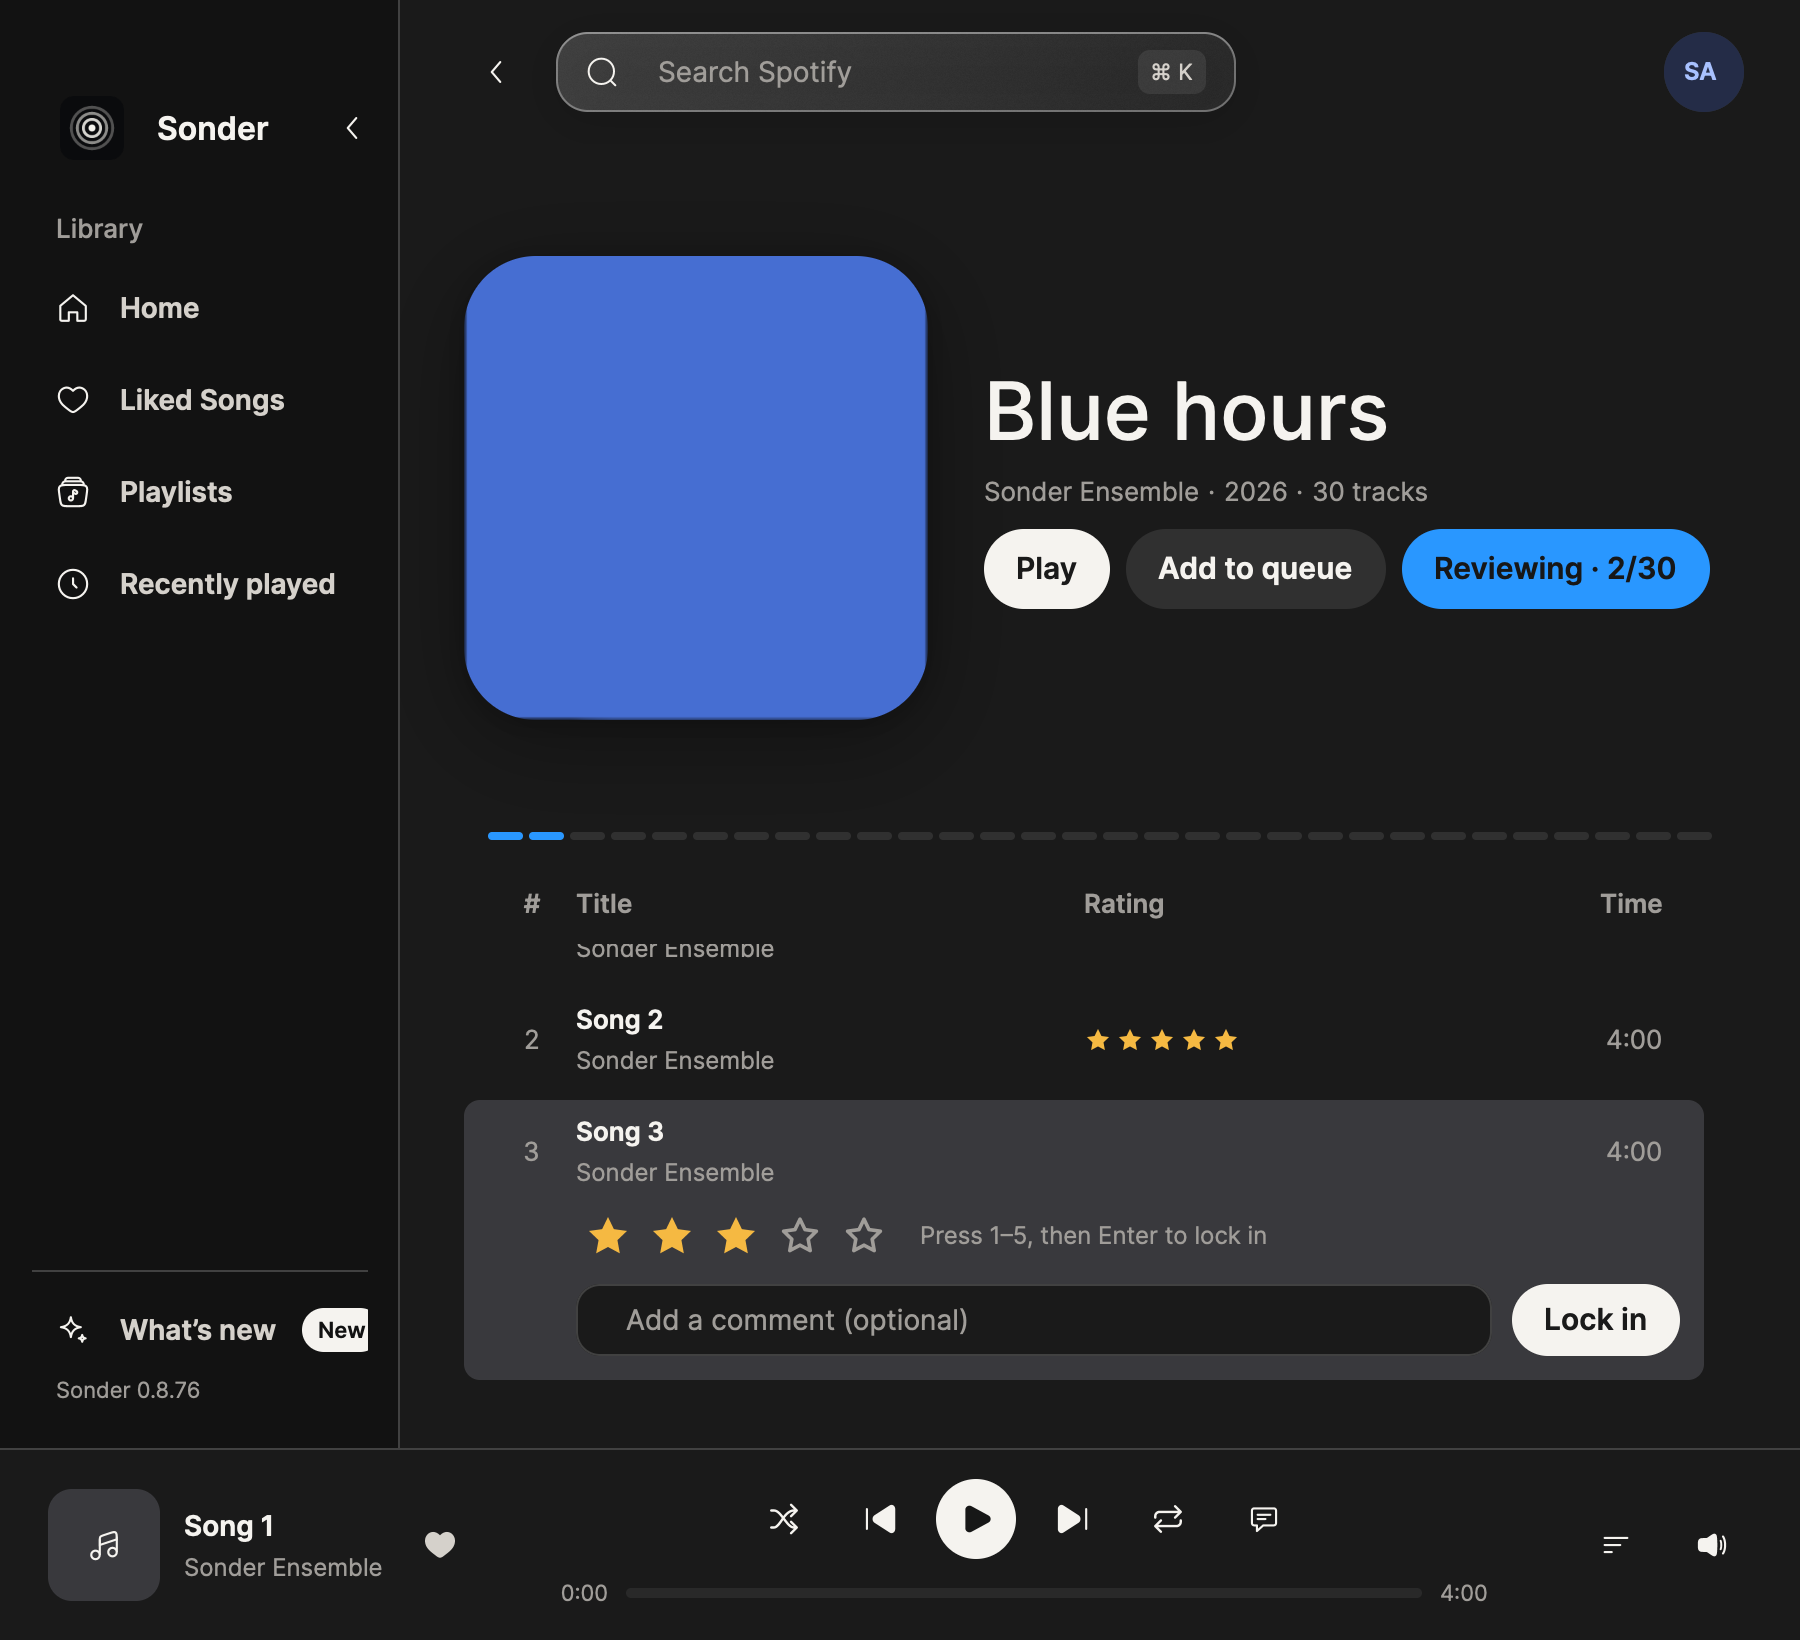 Sonder
Library
Home
Liked Songs
Playlists
Recently played
What’s new New
Sonder 0.8.76
Search Spotify ⌘ K
SA
Blue hours
Sonder Ensemble · 2026 · 30 tracks
Play Add to queue Reviewing · 2/30
# Title Rating Time
Sonder Ensemble
2 Song 2 4:00
Sonder Ensemble
3 Song 3 4:00
Sonder Ensemble
Press 1–5, then Enter to lock in
Add a comment (optional) Lock in
Song 1
Sonder Ensemble
0:00 4:00